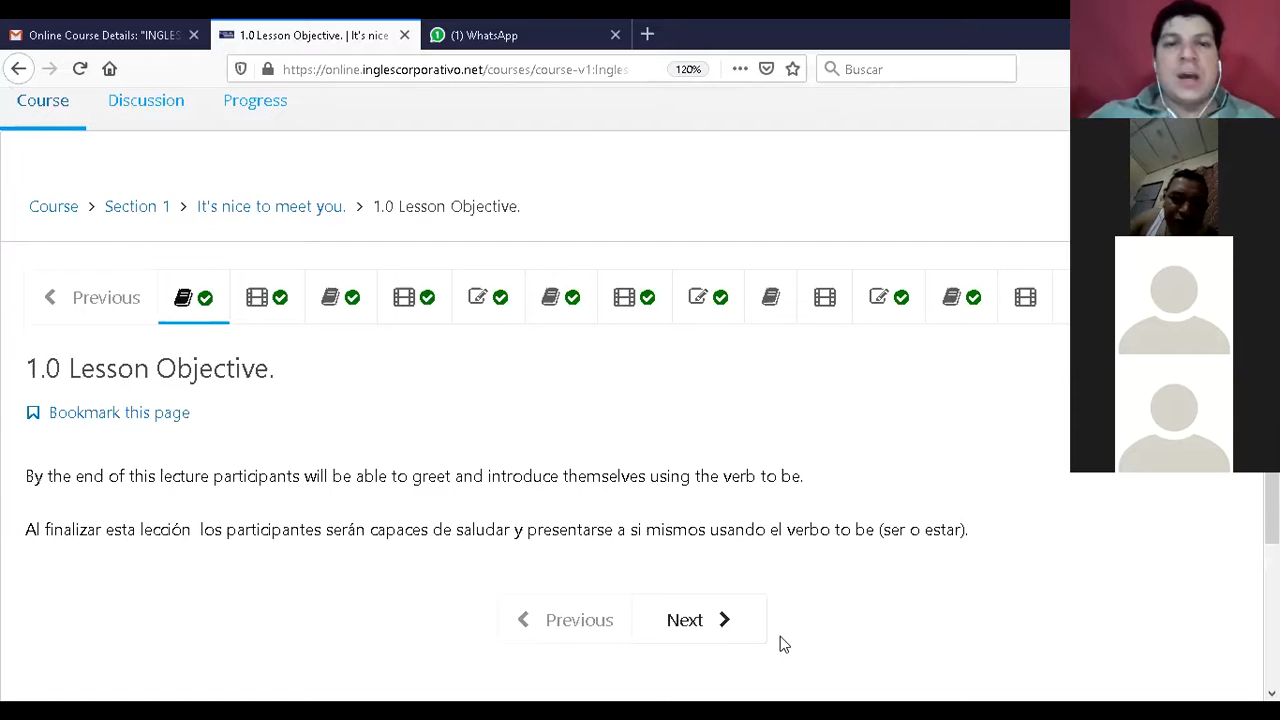 Online Course Details: "INGLES
1.0 Lesson Objective. | It's nice
(1) WhatsApp
https://online.inglescorporativo.net/courses/course-v1:Ingles
120%
Buscar
Course
Discussion
Progress
Course > Section 1 > It's nice to meet you. > 1.0 Lesson Objective.
Previous
1.0 Lesson Objective.
Bookmark this page
By the end of this lecture participants will be able to greet and introduce themselves using the verb to be.
Al finalizar esta lección los participantes serán capaces de saludar y presentarse a si mismos usando el verbo to be (ser o estar).
Previous
Next